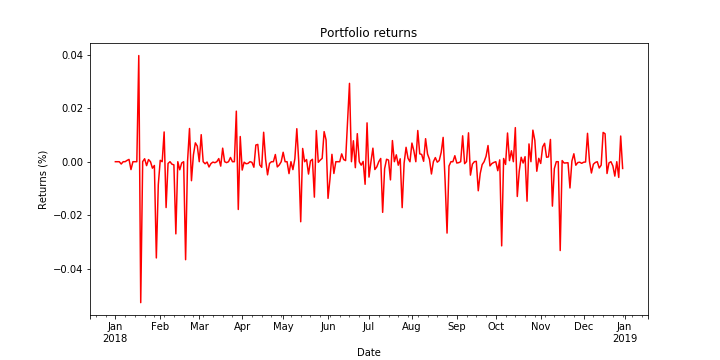 Portfolio returns
Returns (%)
0.04
0.02
0.00
−0.02
−0.04
Jan Feb Mar Apr May Jun Jul Aug Sep Oct Nov Dec Jan
2018 2019
Date